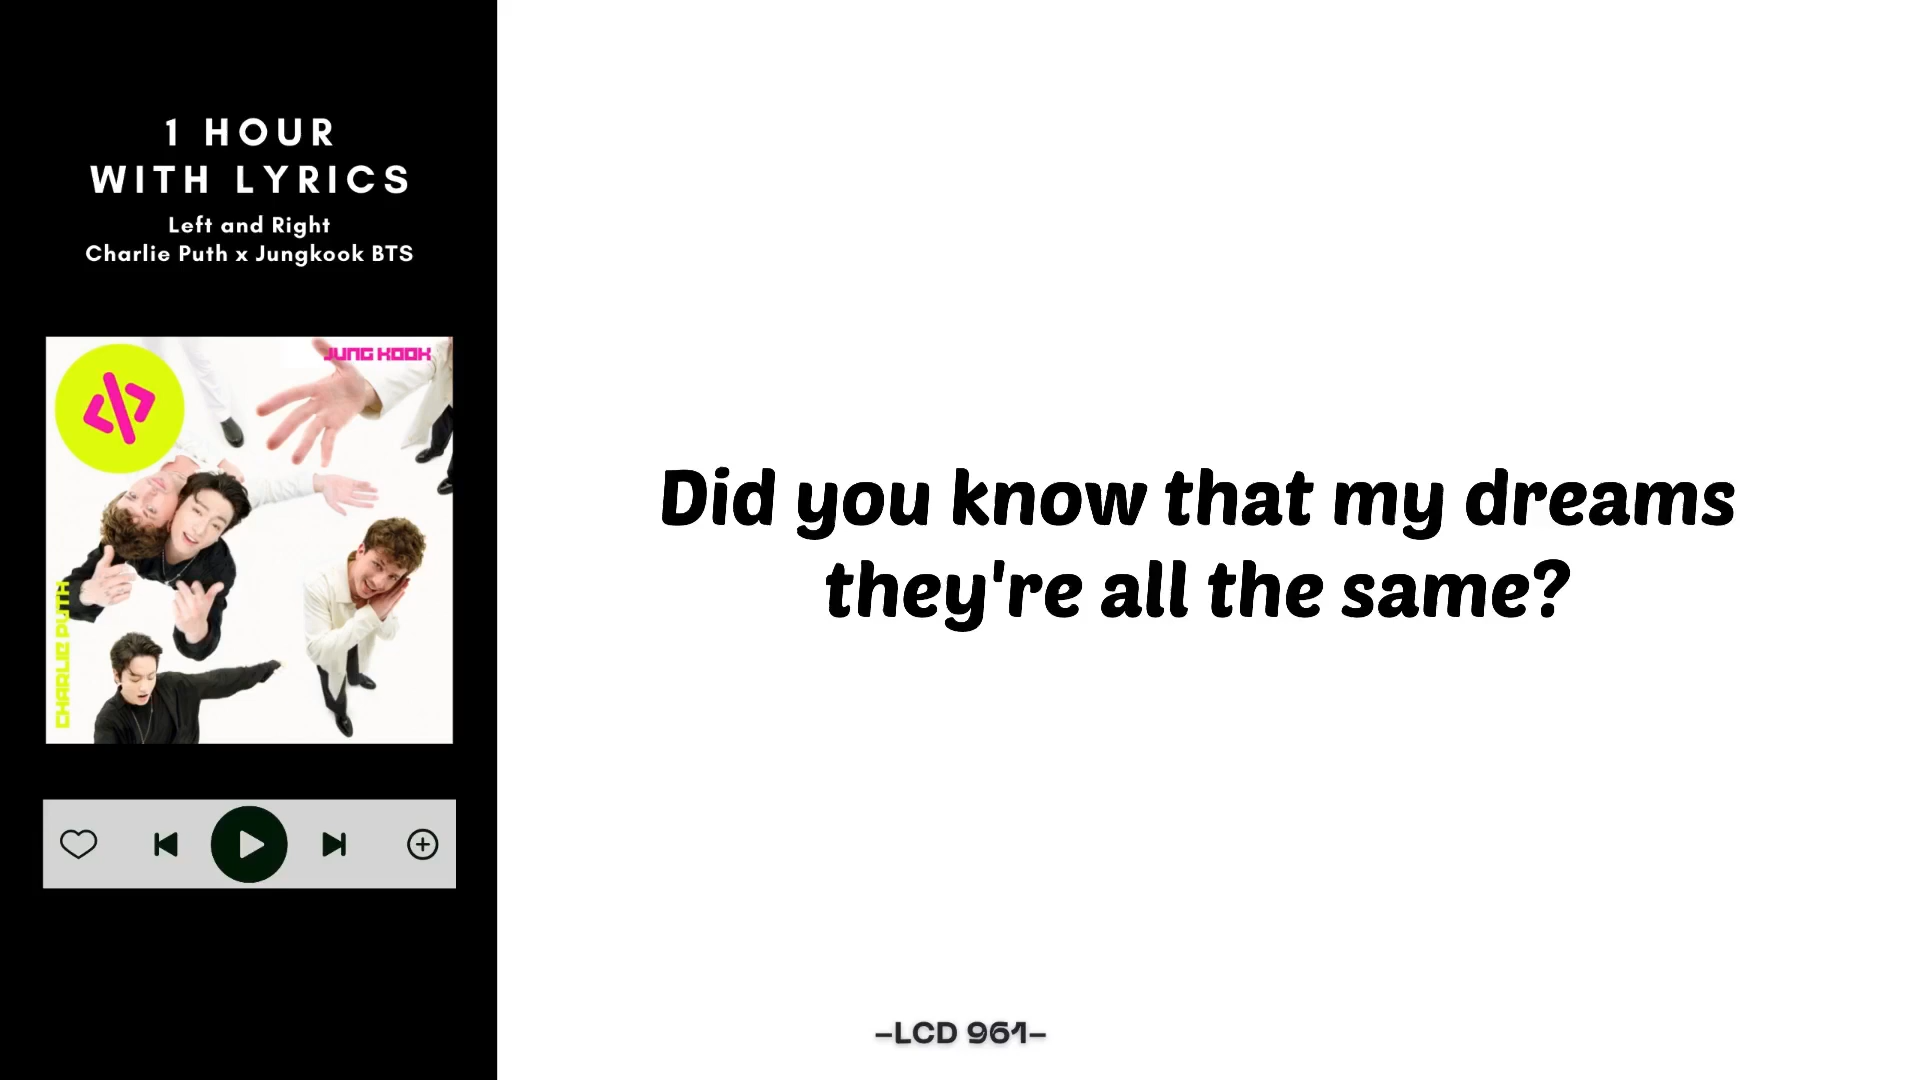 1 HOUR
WITH LYRICS
Left and Right
Charlie Puth x Jungkook BTS
JUNG KOOK
CHARLIE PUTH
Did you know that my dreams
they're all the same?
–LCD 961–